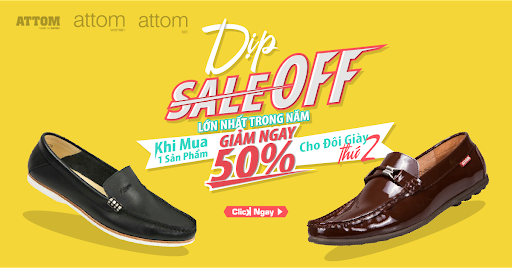 ATTOM
attom
women
attom
Dịp
SALE OFF
LỚN NHẤT TRONG NĂM
Khi Mua
1 Sản Phẩm
GIẢM NGAY
50%
Cho Đôi Giày
Thứ 2
Click Ngay